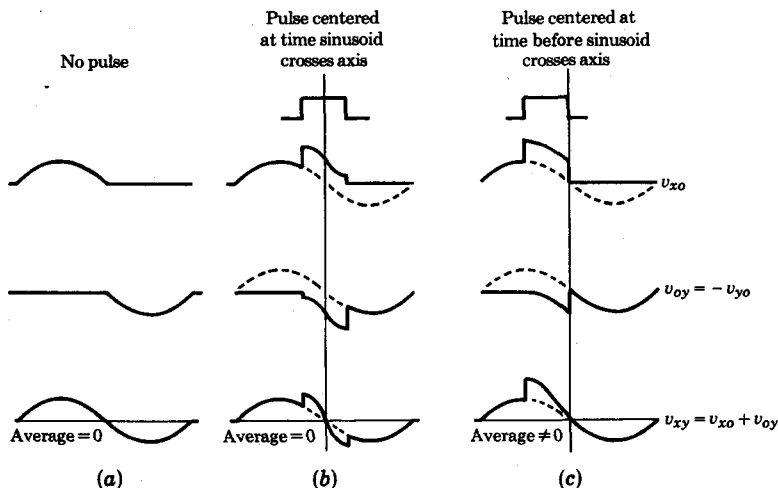 No pulse
Pulse centered
at time sinusoid
crosses axis
Pulse centered at
time before sinusoid
crosses axis
v_xo
v_oy = −v_yo
v_xy = v_xo + v_oy
Average = 0
Average = 0
Average ≠ 0
(a)
(b)
(c)